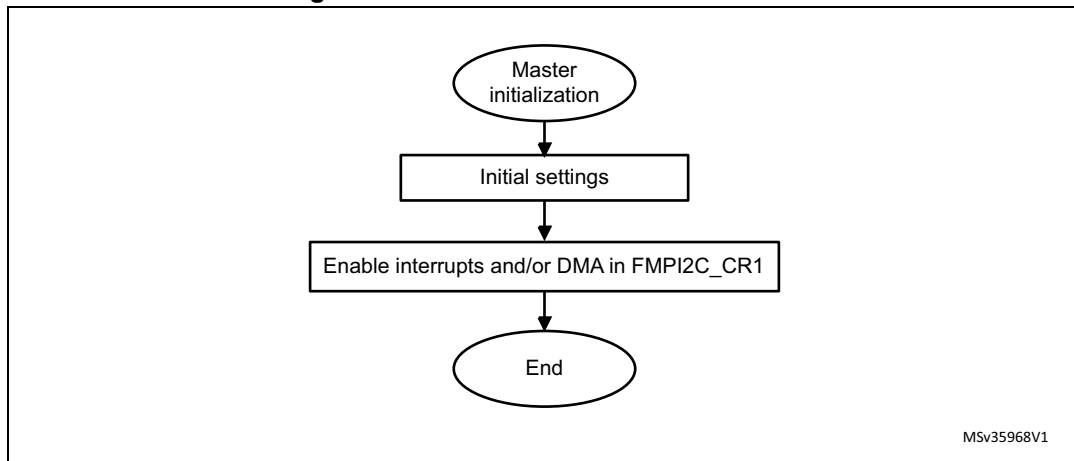 Master
initialization
Initial settings
Enable interrupts and/or DMA in FMPI2C_CR1
End
MSv35968V1